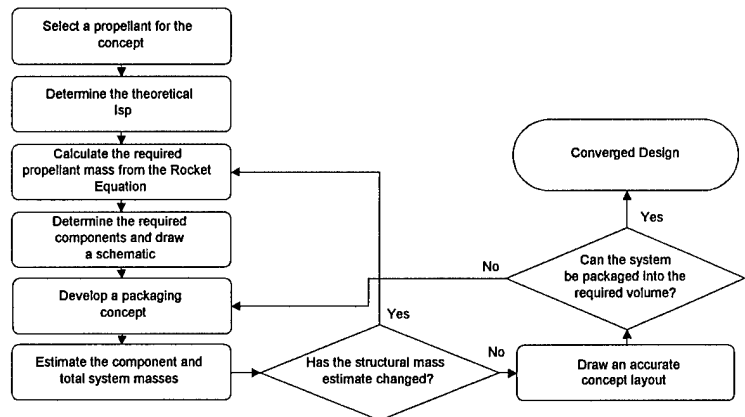 Select a propellant for the
concept
Determine the theoretical
Isp
Calculate the required
propellant mass from the Rocket
Equation
Determine the required
components and draw
a schematic
Develop a packaging
concept
Estimate the component and
total system masses
Has the structural mass
estimate changed?
Yes
No
Draw an accurate
concept layout
Can the system
be packaged into the
required volume?
No
Yes
Converged Design